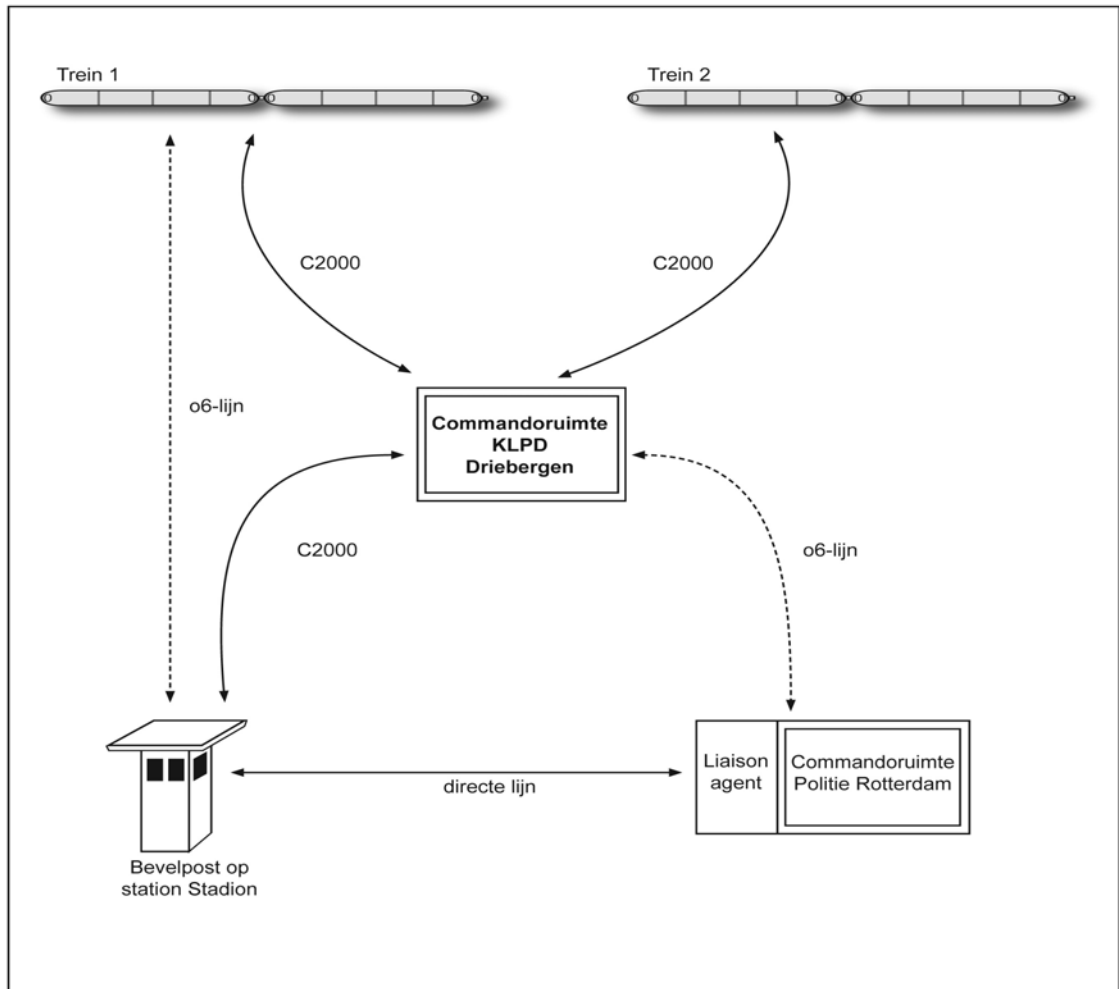 Trein 1
Trein 2
C2000
C2000
o6-lijn
Commandoruimte
KLPD
Driebergen
C2000
o6-lijn
Liaison
agent
Commandoruimte
Politie Rotterdam
directe lijn
Bevelpost op
station Stadion